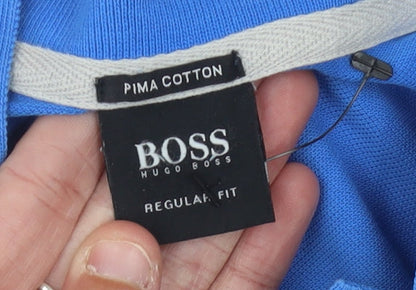 PIMA COTTON
BOSS
HUGO BOSS
REGULAR FIT